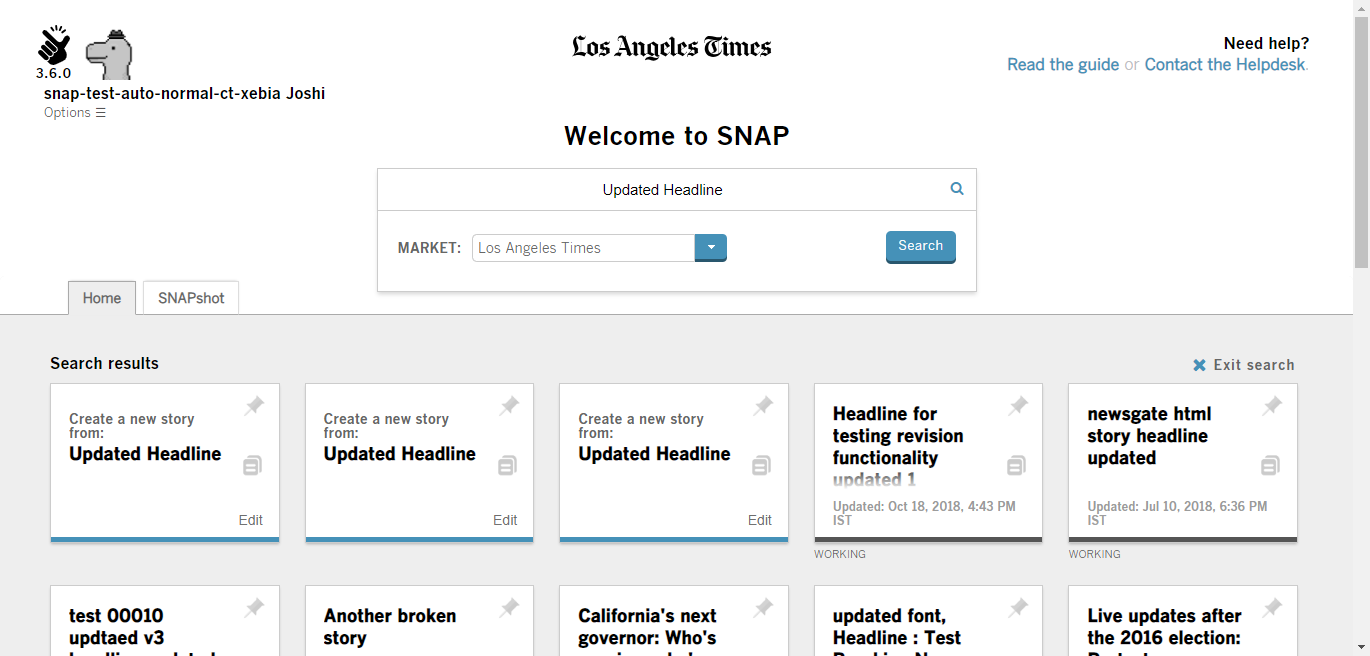 3.6.0
snap-test-auto-normal-ct-xebia Joshi
Options
Los Angeles Times
Need help?
Read the guide or Contact the Helpdesk.
Welcome to SNAP
Updated Headline
MARKET: Los Angeles Times Search
Home SNAPshot
Search results
Exit search
Create a new story
from:
Updated Headline
Edit
Create a new story
from:
Updated Headline
Edit
Create a new story
from:
Updated Headline
Edit
Headline for
testing revision
functionality
updated 1
Updated: Oct 18, 2018, 4:43 PM
IST
WORKING
newsgate html
story headline
updated
Updated: Jul 10, 2018, 6:36 PM
IST
WORKING
test 00010
updtaed v3
Another broken
story
California's next
governor: Who's
updated font,
Headline : Test
Live updates after
the 2016 election: